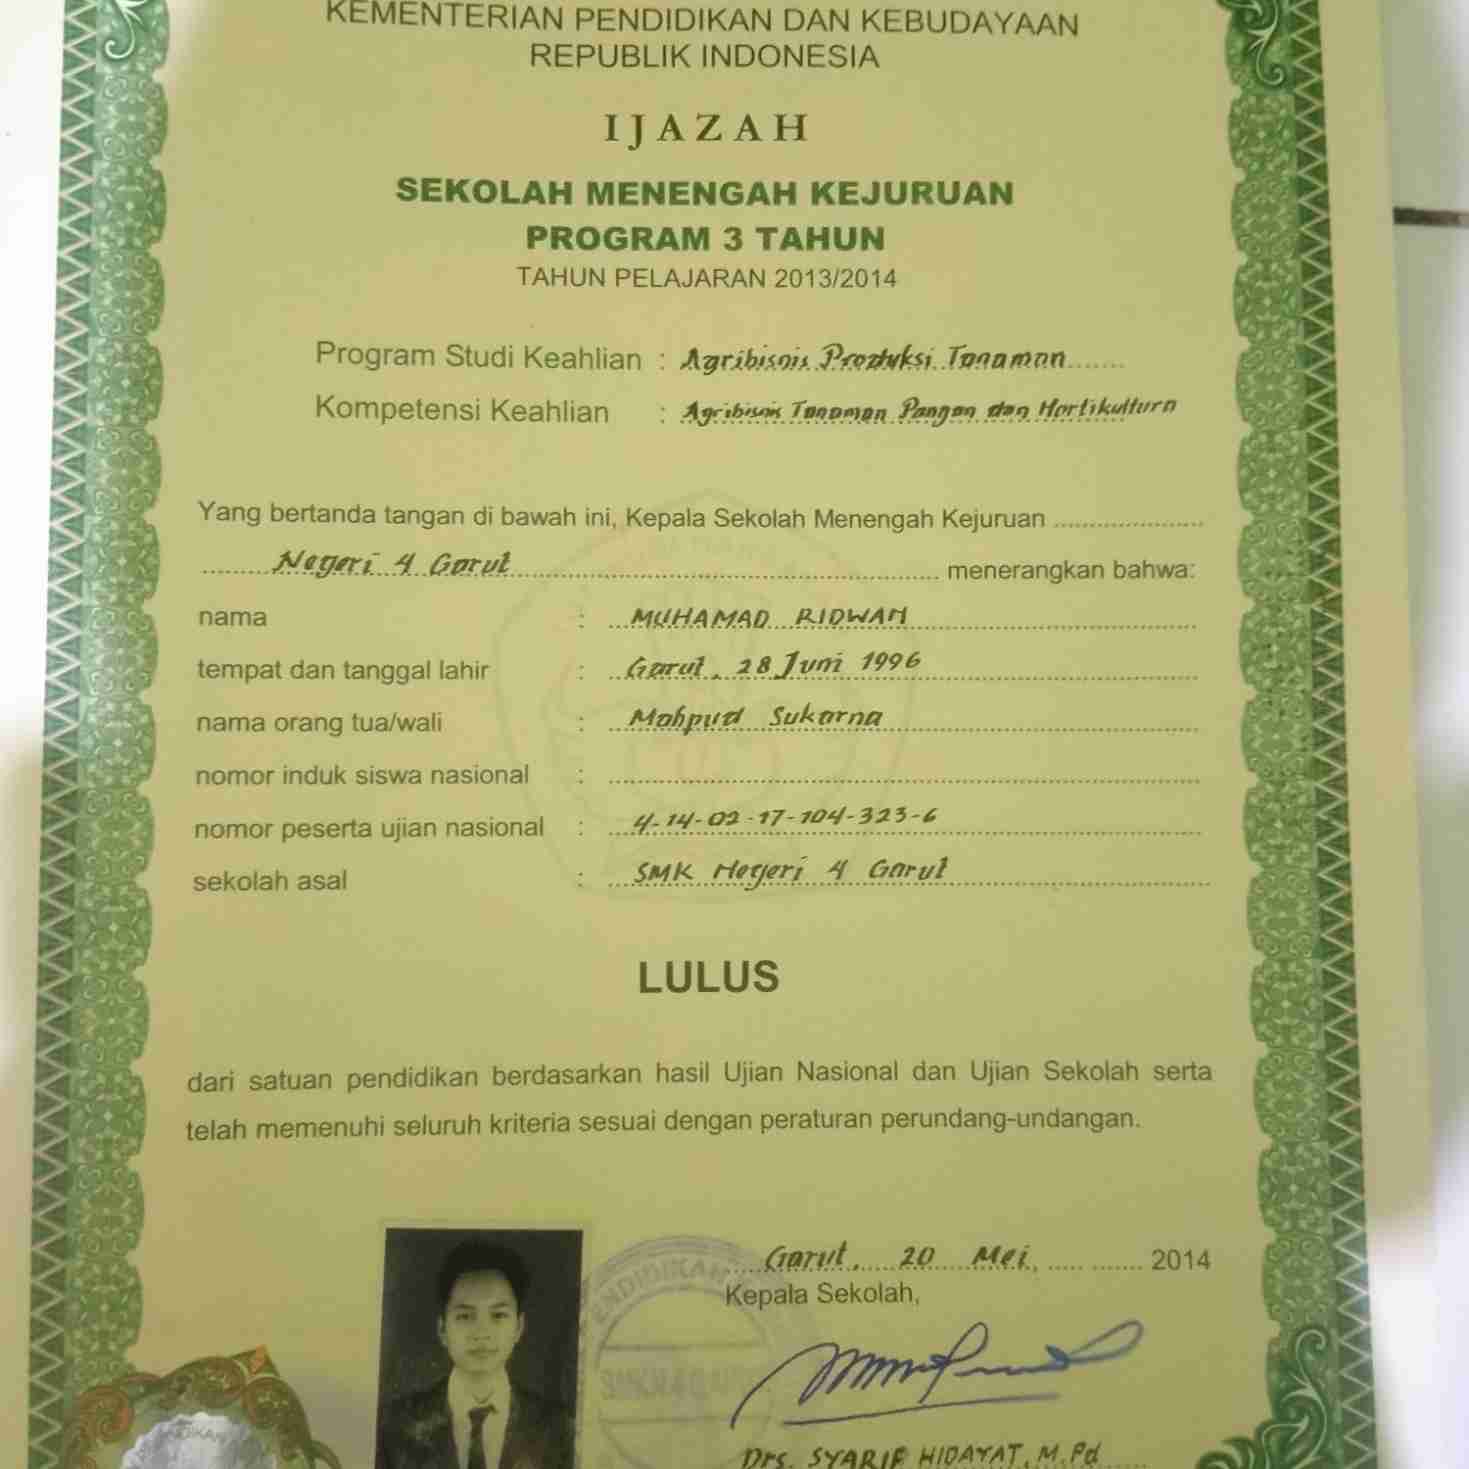 KEMENTERIAN PENDIDIKAN DAN KEBUDAYAAN
REPUBLIK INDONESIA
IJAZAH
SEKOLAH MENENGAH KEJURUAN
PROGRAM 3 TAHUN
TAHUN PELAJARAN 2013/2014
Program Studi Keahlian : Agribisnis Produksi Tanaman
Kompetensi Keahlian : Agribisnis Tanaman Pangan dan Hortikultura
Yang bertanda tangan di bawah ini, Kepala Sekolah Menengah Kejuruan
Negeri 4 Garut menerangkan bahwa:
nama : MUHAMAD RIDWAN
tempat dan tanggal lahir : Garut, 28 Juni 1996
nama orang tua/wali : Mahpud Sukarna
nomor induk siswa nasional :
nomor peserta ujian nasional : 4-14-02-17-104-323-6
sekolah asal : SMK Negeri 4 Garut
LULUS
dari satuan pendidikan berdasarkan hasil Ujian Nasional dan Ujian Sekolah serta
telah memenuhi seluruh kriteria sesuai dengan peraturan perundang-undangan.
Garut, 20 Mei, 2014
Kepala Sekolah,
Drs. SYARIF HIDAYAT, M.Pd